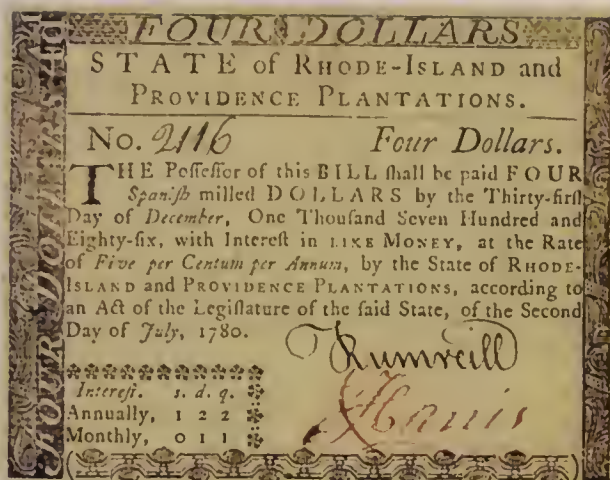 FOUR DOLLARS
STATE of RHODE-ISLAND and
PROVIDENCE PLANTATIONS.
No. 2116 Four Dollars.
THE Poſſeſſor of this BILL ſhall be paid FOUR
Spaniſh milled DOLLARS by the Thirty-firſt
Day of December, One Thouſand Seven Hundred and
Eighty-ſix, with Intereſt in LIKE MONEY, at the Rate
of Five per Centum per Annum, by the State of RHODE-
ISLAND and PROVIDENCE PLANTATIONS, according to
an Act of the Legiſlature of the ſaid State, of the Second
Day of July, 1780.
Intereſt. s. d. q.
Annually, 1 2 2
Monthly, 0 1 1
FOUR DOLLARS